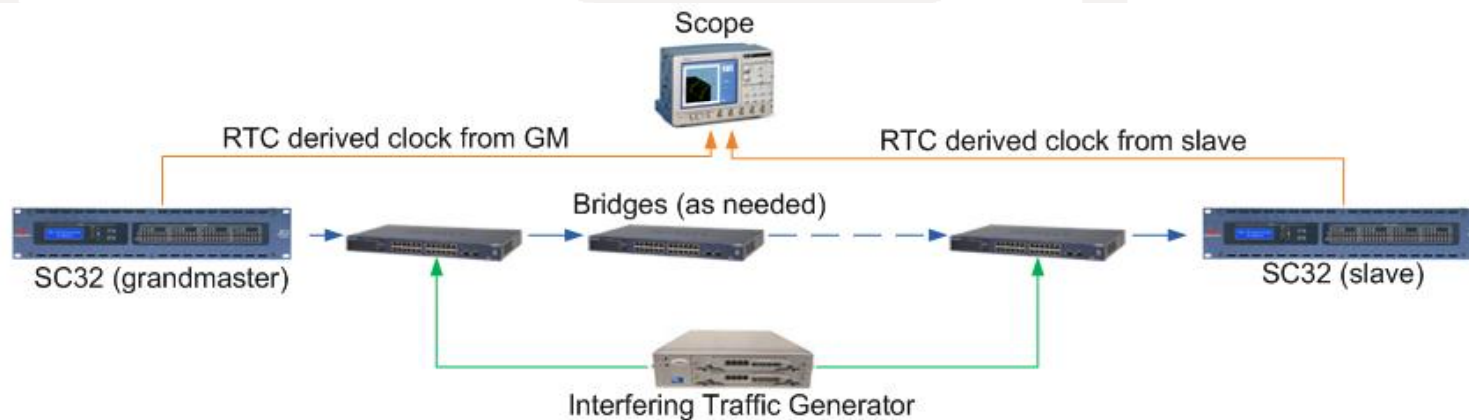 Scope
RTC derived clock from GM
RTC derived clock from slave
Bridges (as needed)
SC32 (grandmaster)
SC32 (slave)
Interfering Traffic Generator